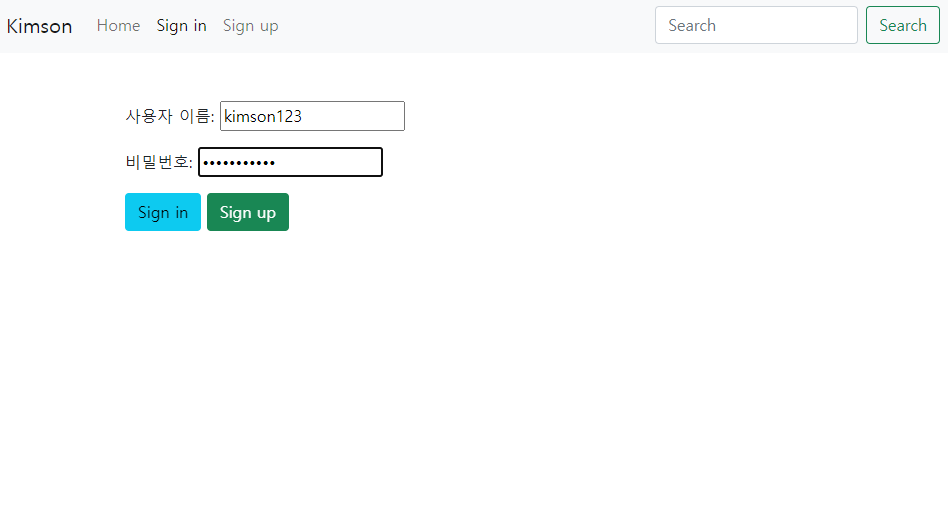 Kimson Home Sign in Sign up Search Search
사용자 이름: kimson123
비밀번호: •••••••••••
Sign in Sign up